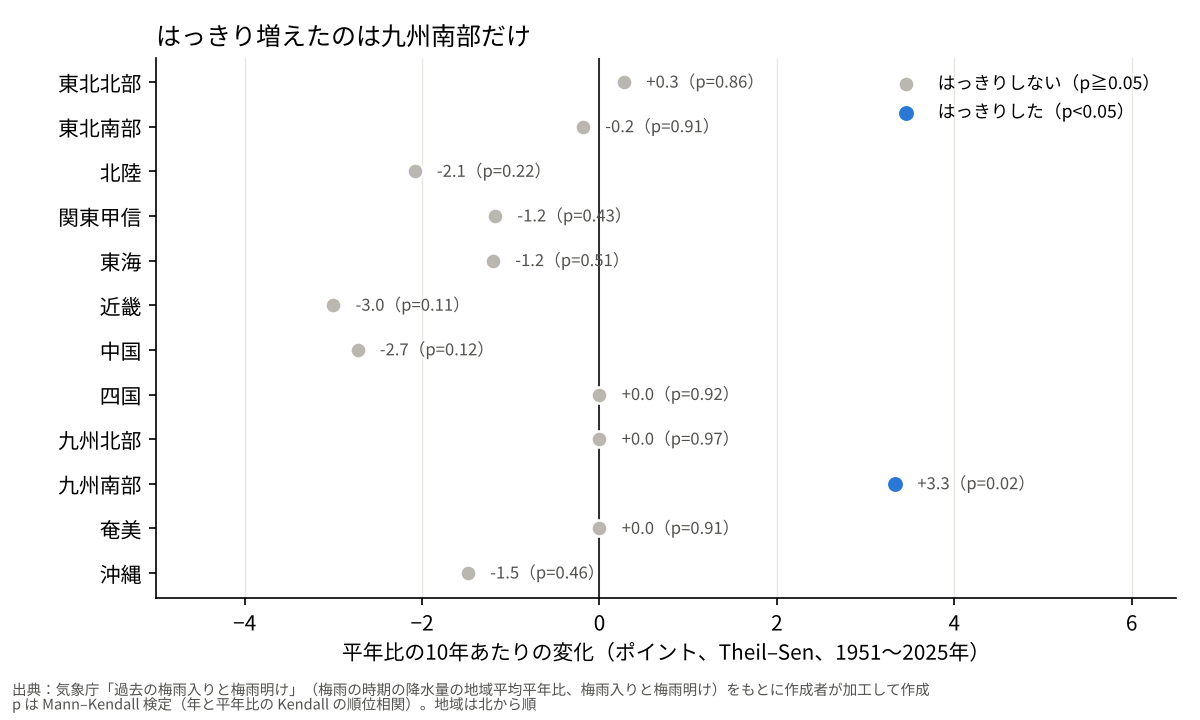 はっきり増えたのは九州南部だけ
はっきりしない（p≧0.05）
はっきりした（p<0.05）
東北北部 +0.3（p=0.86）
東北南部 -0.2（p=0.91）
北陸 -2.1（p=0.22）
関東甲信 -1.2（p=0.43）
東海 -1.2（p=0.51）
近畿 -3.0（p=0.11）
中国 -2.7（p=0.12）
四国 +0.0（p=0.92）
九州北部 +0.0（p=0.97）
九州南部 +3.3（p=0.02）
奄美 +0.0（p=0.91）
沖縄 -1.5（p=0.46）
−4 −2 0 2 4 6
平年比の10年あたりの変化（ポイント、Theil–Sen、1951〜2025年）
出典：気象庁「過去の梅雨入りと梅雨明け」（梅雨の時期の降水量の地域平均平年比、梅雨入りと梅雨明け）をもとに作成者が加工して作成
p は Mann–Kendall 検定（年と平年比の Kendall の順位相関）。地域は北から順